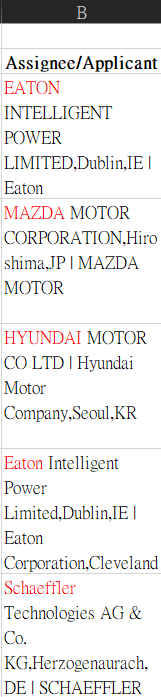 B
Assignee/Applicant
EATON
INTELLIGENT
POWER
LIMITED,Dublin,IE |
Eaton
MAZDA MOTOR
CORPORATION,Hiro
shima,JP | MAZDA
MOTOR
HYUNDAI MOTOR
CO LTD | Hyundai
Motor
Company,Seoul,KR
Eaton Intelligent
Power
Limited,Dublin,IE |
Eaton
Corporation,Cleveland
Schaeffler
Technologies AG &
Co.
KG,Herzogenaurach,
DE | SCHAEFFLER